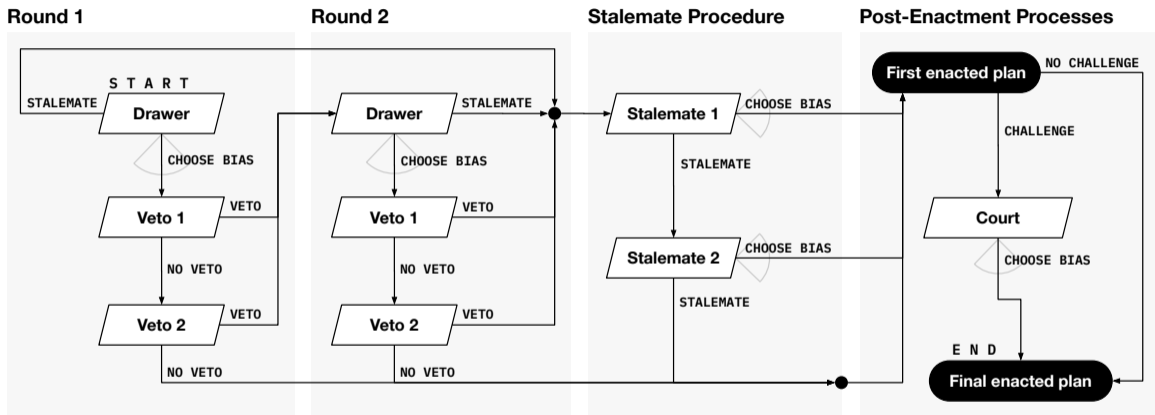 Round 1
Round 2
Stalemate Procedure
Post-Enactment Processes
START
Drawer
STALEMATE
CHOOSE BIAS
Veto 1
VETO
NO VETO
Veto 2
VETO
NO VETO
Drawer
STALEMATE
CHOOSE BIAS
Veto 1
VETO
NO VETO
Veto 2
VETO
NO VETO
Stalemate 1
CHOOSE BIAS
STALEMATE
Stalemate 2
CHOOSE BIAS
STALEMATE
First enacted plan
NO CHALLENGE
CHALLENGE
Court
CHOOSE BIAS
END
Final enacted plan